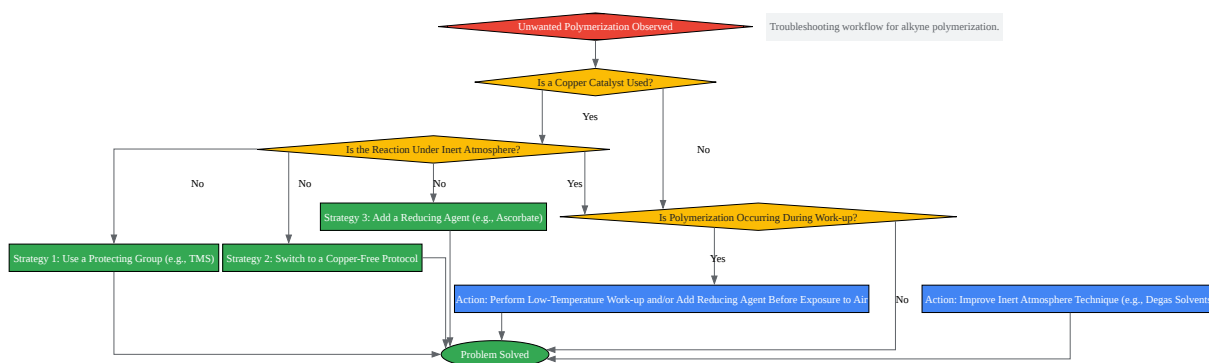 Unwanted Polymerization Observed
Troubleshooting workflow for alkyne polymerization.
Is a Copper Catalyst Used?
Yes
Is the Reaction Under Inert Atmosphere?
No
No
No
No
Yes
Strategy 3: Add a Reducing Agent (e.g., Ascorbate)
Is Polymerization Occurring During Work-up?
Strategy 1: Use a Protecting Group (e.g., TMS)
Strategy 2: Switch to a Copper-Free Protocol
Yes
Action: Perform Low-Temperature Work-up and/or Add Reducing Agent Before Exposure to Air
No
Action: Improve Inert Atmosphere Technique (e.g., Degas Solvents
Problem Solved